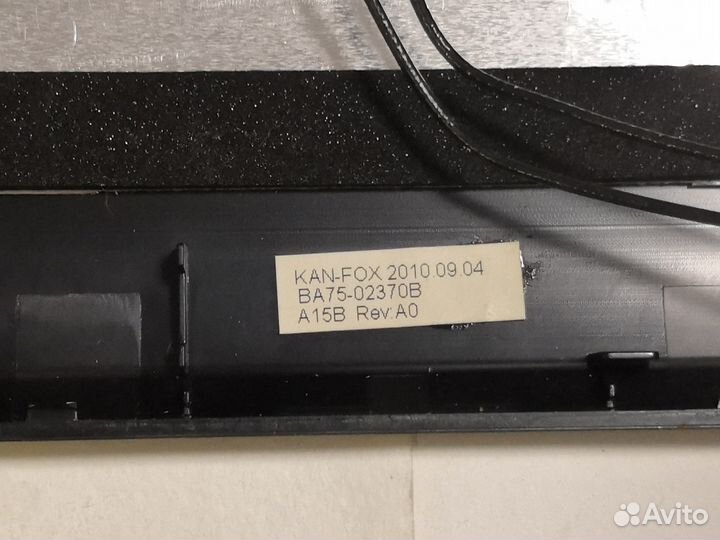 KAN-FOX 2010.09.04
BA75-02370B
A15B Rev:A0
Avito